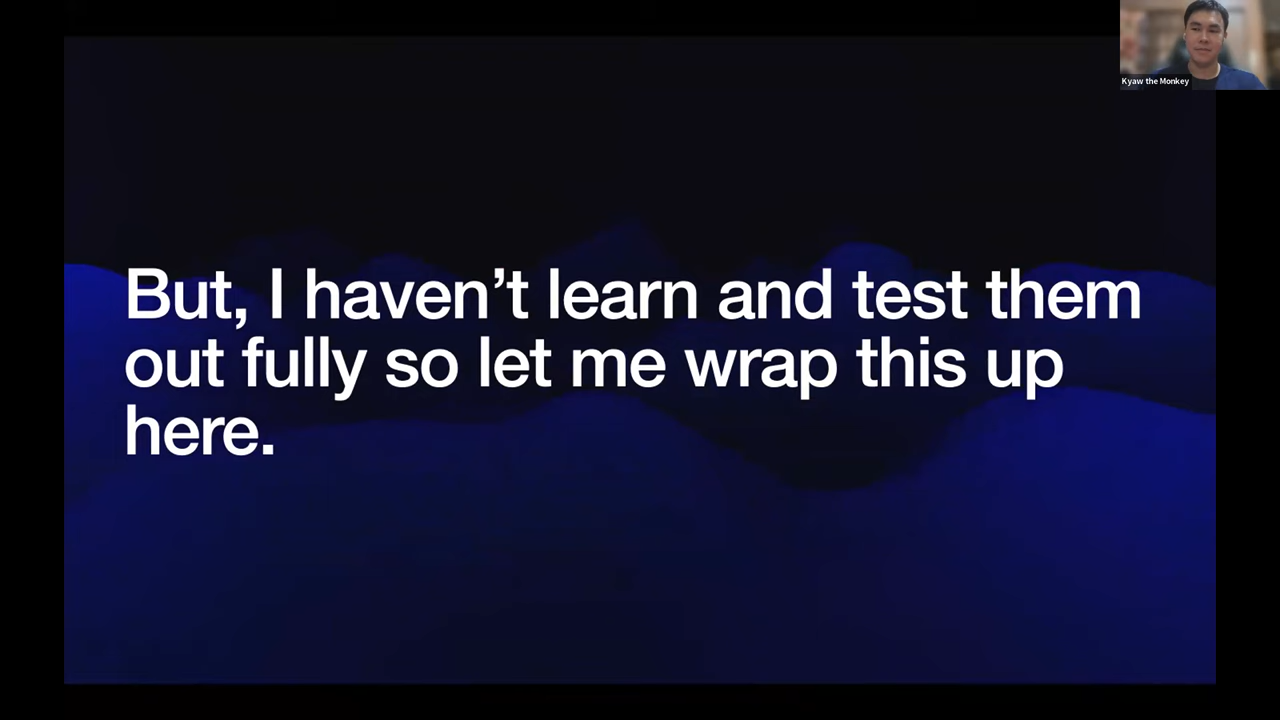 Kyaw the Monkey
But, I haven’t learn and test them
out fully so let me wrap this up
here.